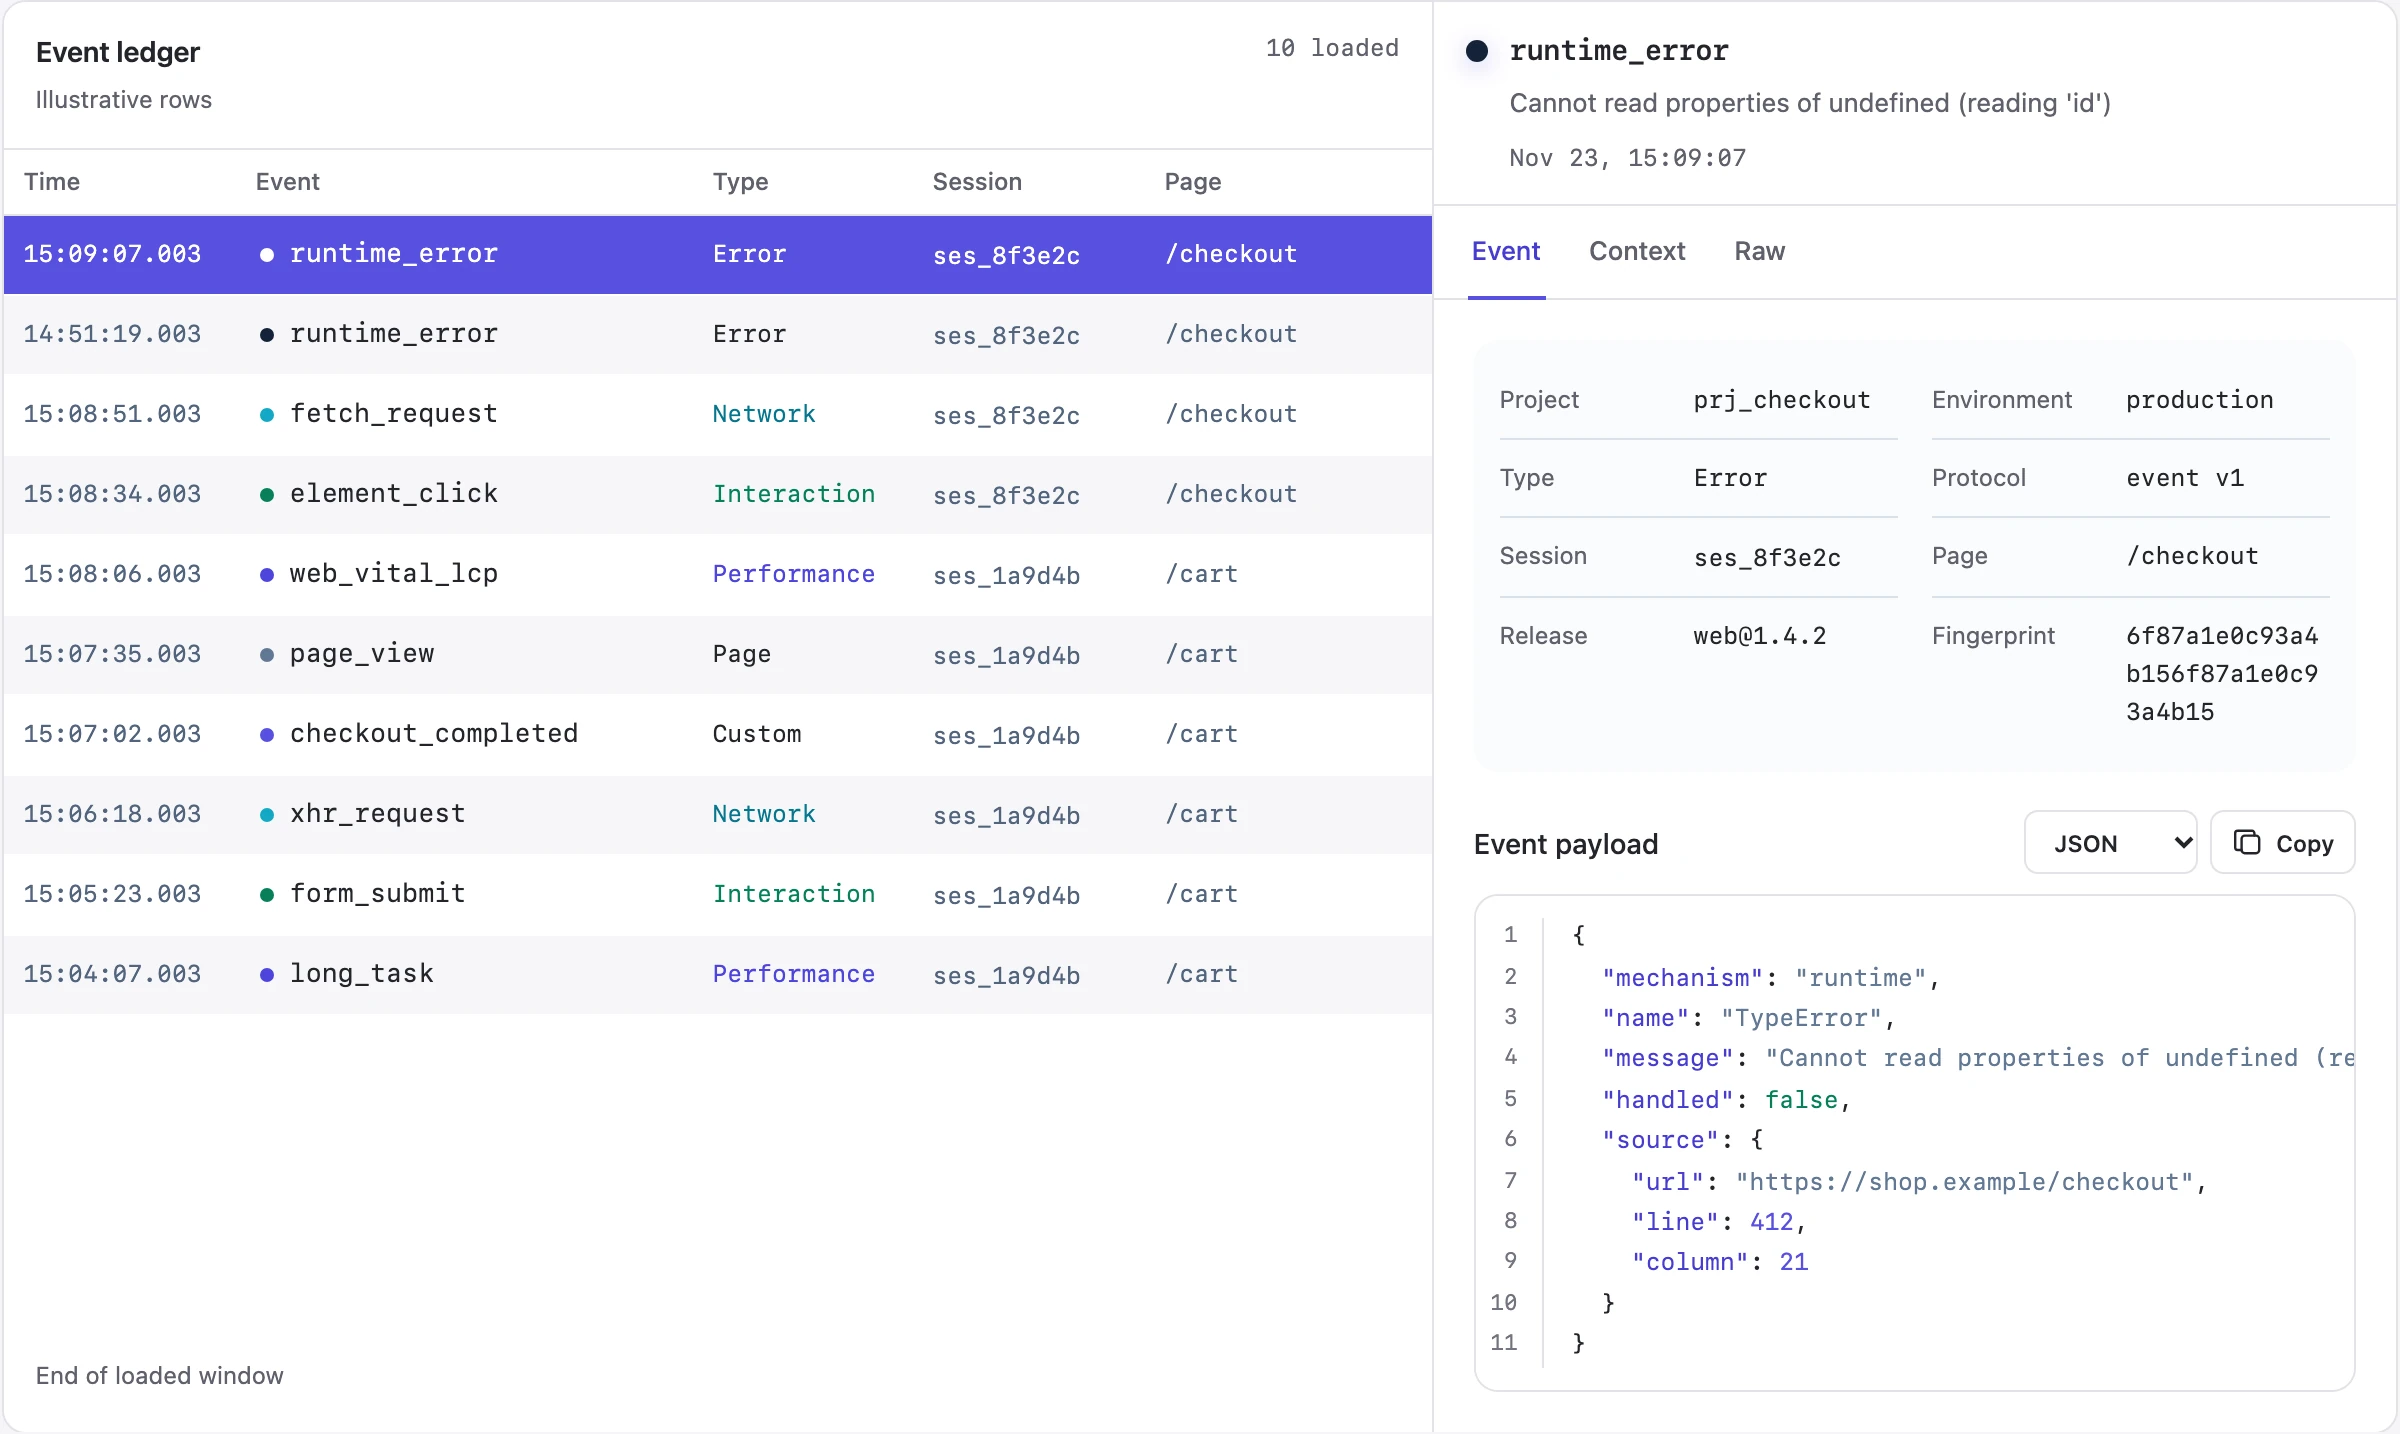 Event ledger
10 loaded
Illustrative rows
Time Event Type Session Page
15:09:07.003 runtime_error Error ses_8f3e2c /checkout
14:51:19.003 runtime_error Error ses_8f3e2c /checkout
15:08:51.003 fetch_request Network ses_8f3e2c /checkout
15:08:34.003 element_click Interaction ses_8f3e2c /checkout
15:08:06.003 web_vital_lcp Performance ses_1a9d4b /cart
15:07:35.003 page_view Page ses_1a9d4b /cart
15:07:02.003 checkout_completed Custom ses_1a9d4b /cart
15:06:18.003 xhr_request Network ses_1a9d4b /cart
15:05:23.003 form_submit Interaction ses_1a9d4b /cart
15:04:07.003 long_task Performance ses_1a9d4b /cart
End of loaded window
runtime_error
Cannot read properties of undefined (reading 'id')
Nov 23, 15:09:07
Event Context Raw
Project prj_checkout Environment production
Type Error Protocol event v1
Session ses_8f3e2c Page /checkout
Release web@1.4.2 Fingerprint 6f87a1e0c93a4
b156f87a1e0c9
3a4b15
Event payload JSON Copy
1 {
2 "mechanism": "runtime",
3 "name": "TypeError",
4 "message": "Cannot read properties of undefined (re
5 "handled": false,
6 "source": {
7 "url": "https://shop.example/checkout",
8 "line": 412,
9 "column": 21
10 }
11 }